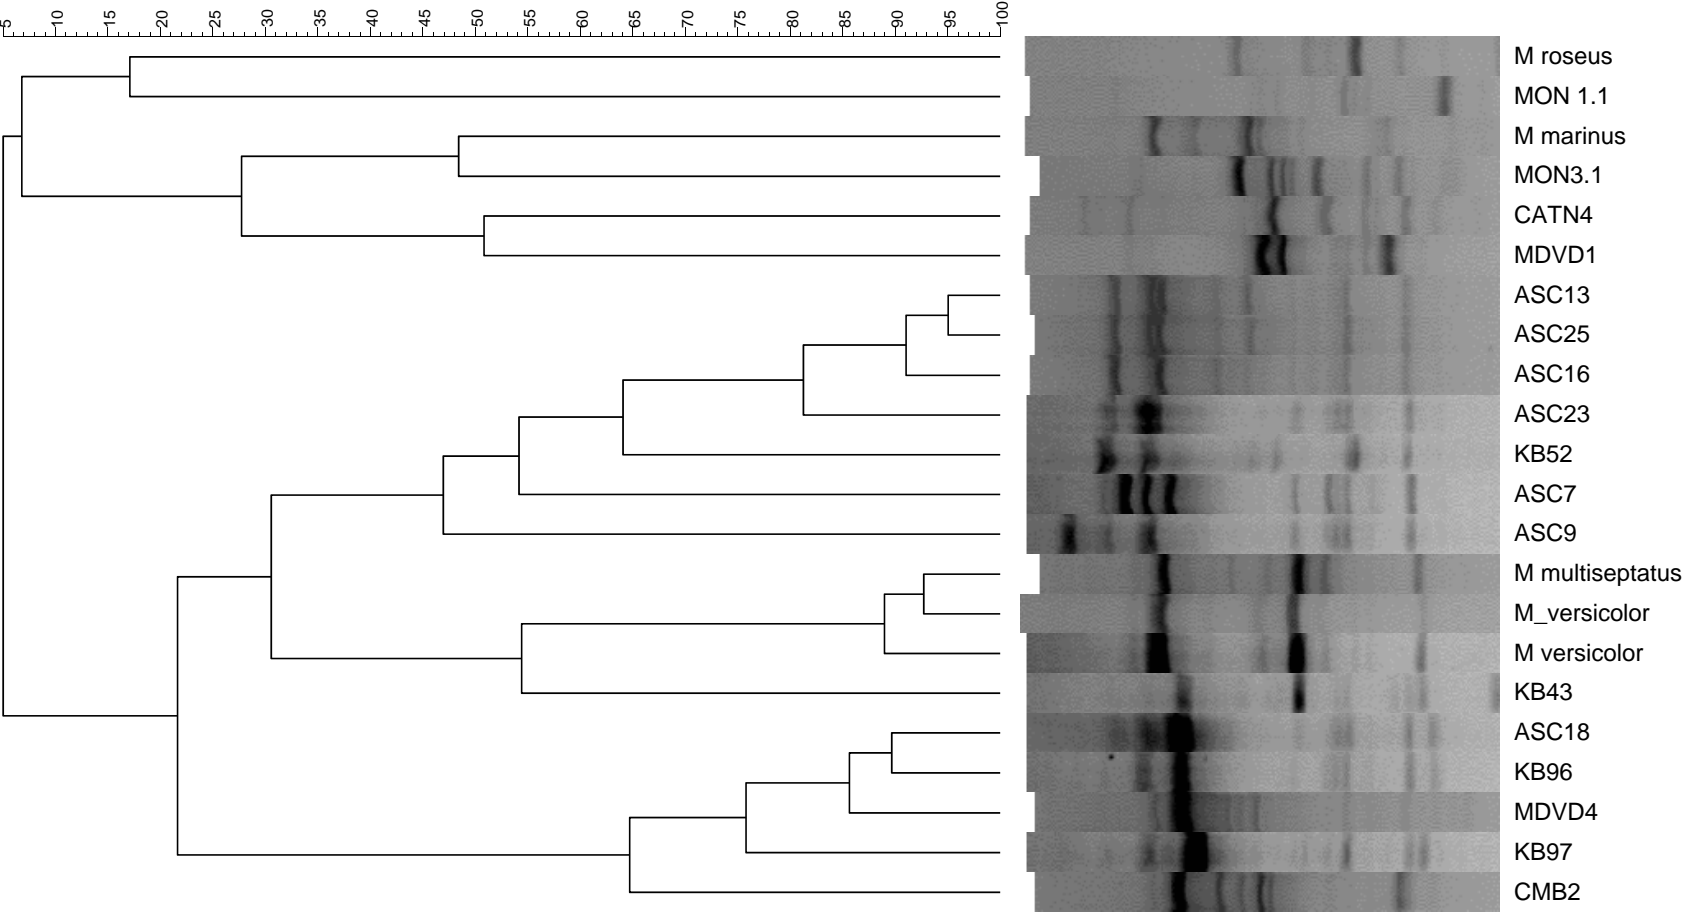 5 10 15 20 25 30 35 40 45 50 55 60 65 70 75 80 85 90 95 100
M roseus
MON 1.1
M marinus
MON3.1
CATN4
MDVD1
ASC13
ASC25
ASC16
ASC23
KB52
ASC7
ASC9
M multiseptatus
M_versicolor
M versicolor
KB43
ASC18
KB96
MDVD4
KB97
CMB2